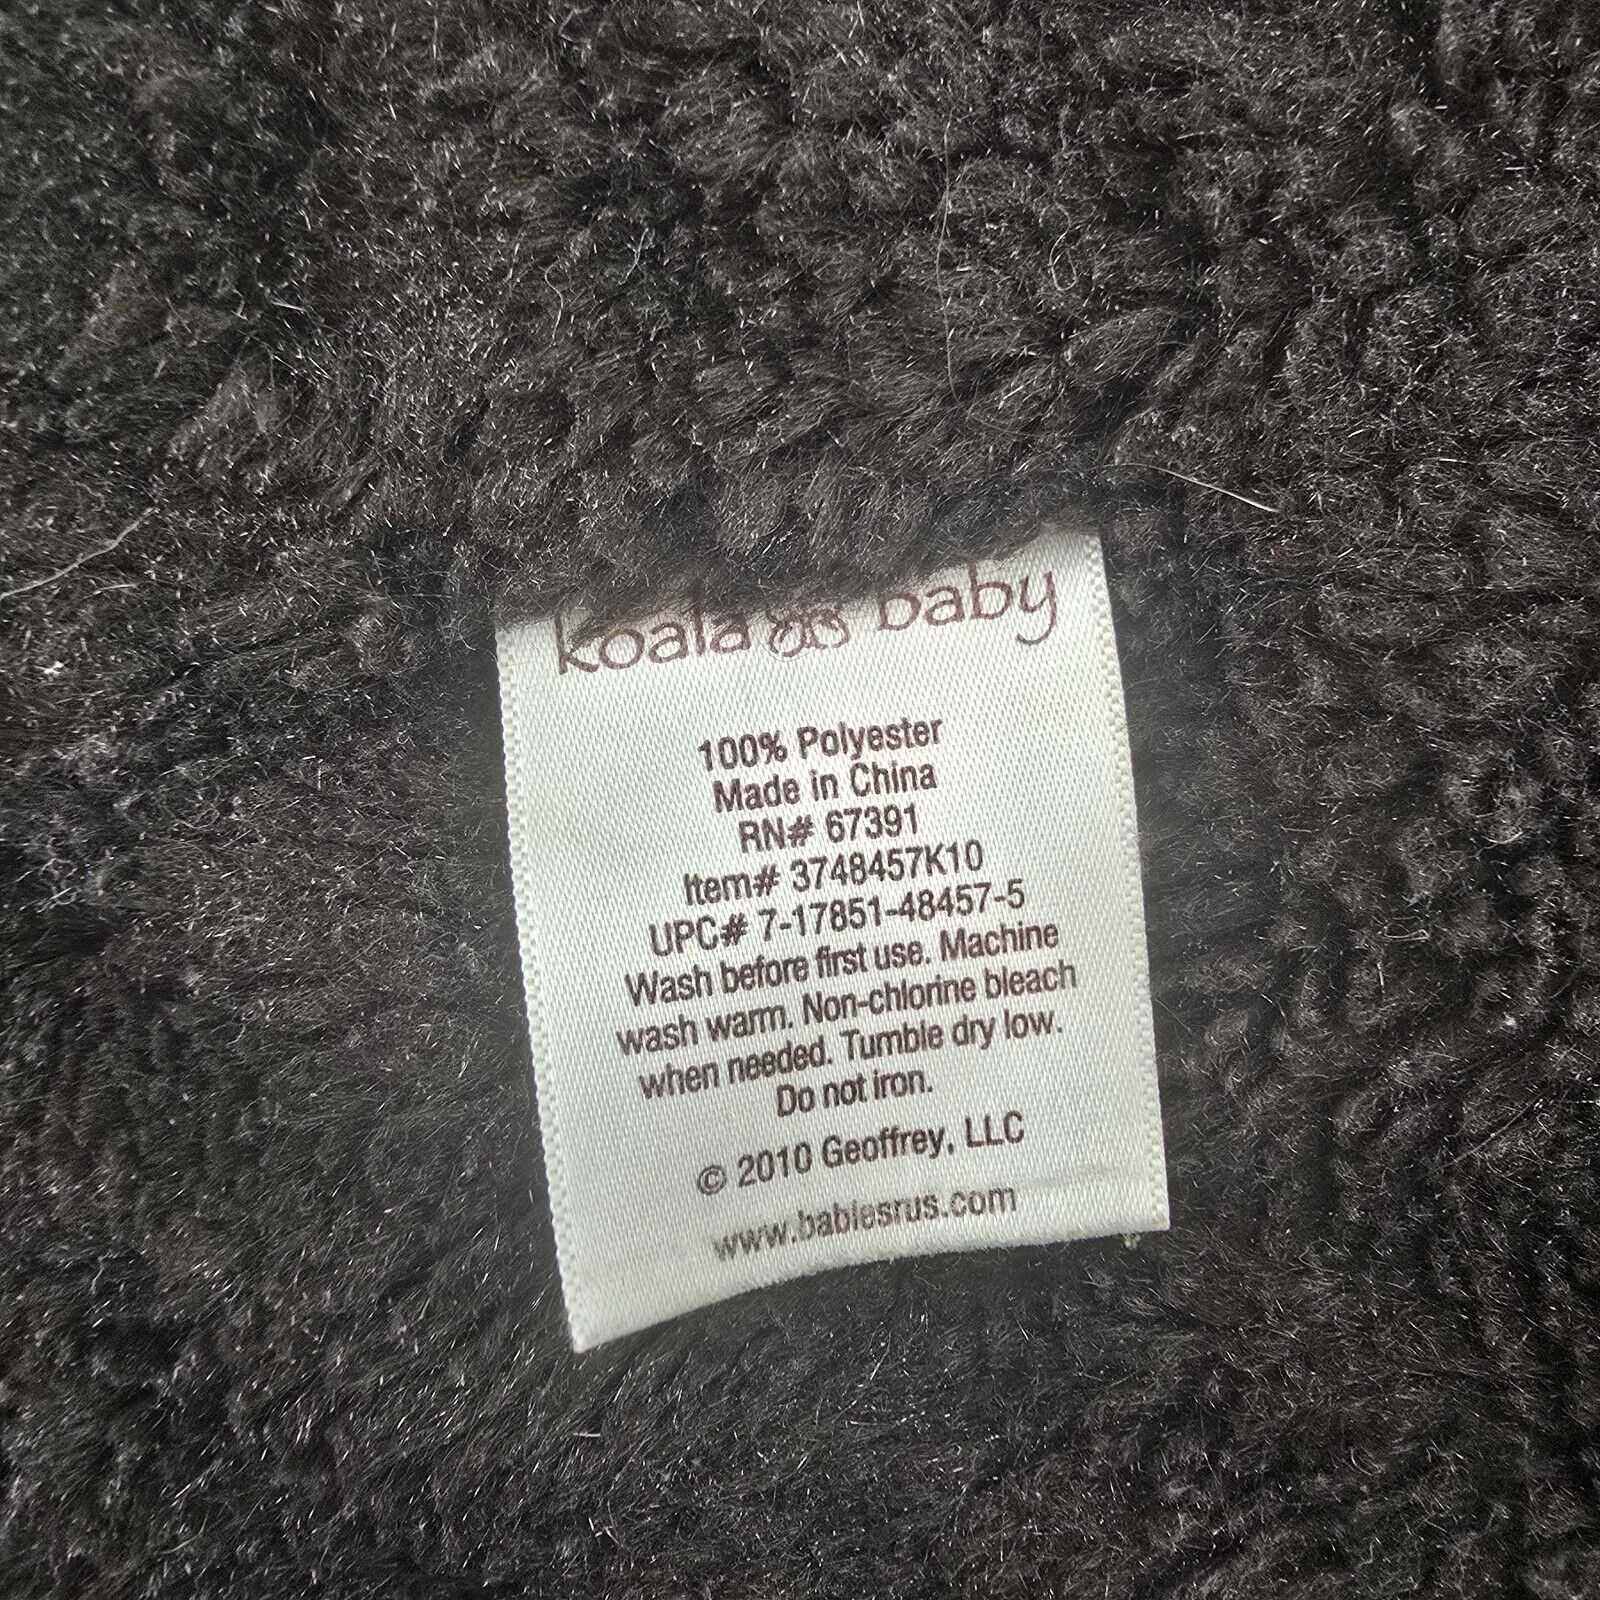 koala baby
100% Polyester
Made in China
RN# 67391
Item# 3748457K10
UPC# 7-17851-48457-5
Wash before first use. Machine
wash warm. Non-chlorine bleach
when needed. Tumble dry low.
Do not iron.
© 2010 Geoffrey, LLC
www.babiesrus.com